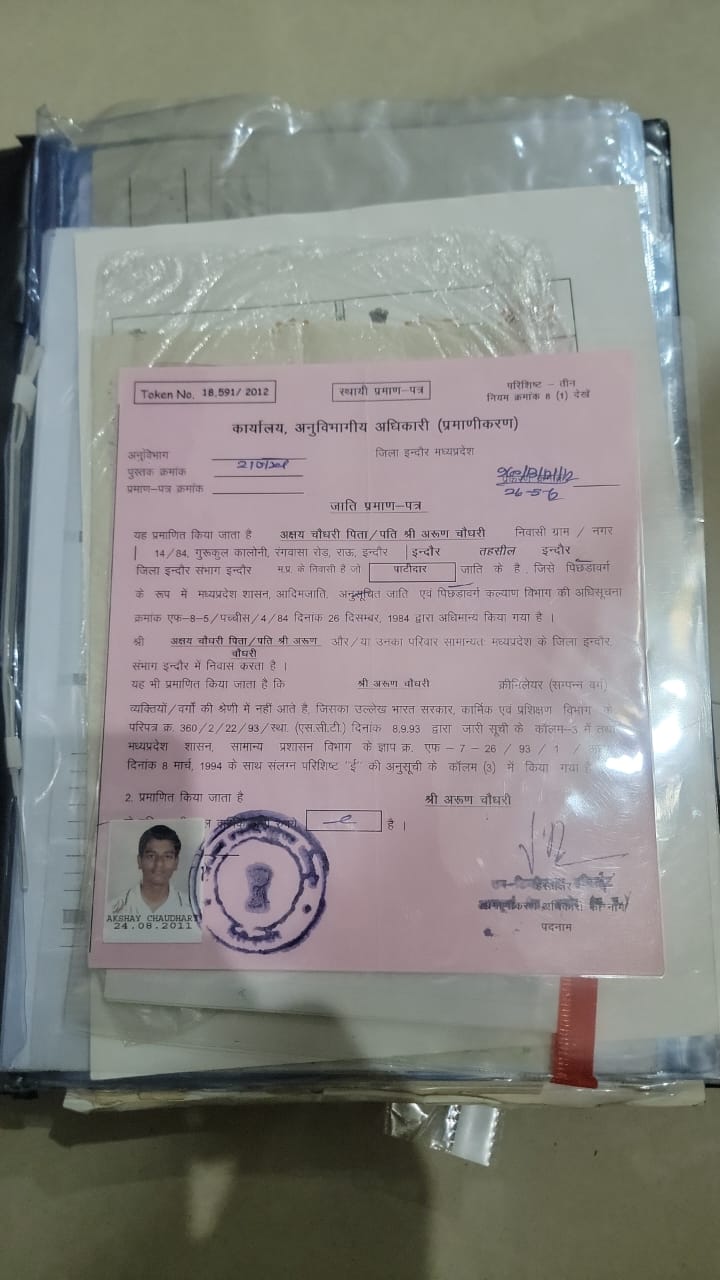 Token No. 18,591/ 2012
स्थायी प्रमाण-पत्र
परिशिष्ट - तीन
नियम क्रमांक 8 (1) देखें
कार्यालय, अनुविभागीय अधिकारी (प्रमाणीकरण)
जिला इन्दौर मध्यप्रदेश
अनुविभाग
पुस्तक क्रमांक
प्रमाण-पत्र क्रमांक
26-5-
जाति प्रमाण-पत्र
यह प्रमाणित किया जाता है अक्षय चौधरी पिता/पति श्री अरूण चौधरी निवासी ग्राम / नगर
14/84, गुरूकुल कालोनी, रंगवासा रोड़, राऊ, इन्दौर इन्दौर तहसील इन्दौर
जिला इन्दौर संभाग इन्दौर म.प्र. के निवासी है जो पाटीदार जाति के है . जिसे पिछड़ावर्ग
के रूप में मध्यप्रदेश शासन, आदिमजाति, अनुसूचित जाति एवं पिछड़ावर्ग कल्याण विभाग की अधिसूचना
क्रमांक एफ-8-5/पच्चीस/4/84 दिनांक 26 दिसम्बर, 1984 द्वारा अधिमान्य किया गया है ।
श्री अक्षय चौधरी पिता/पति श्री अरूण चौधरी और/या उनका परिवार सामान्यतः मध्यप्रदेश के जिला इन्दौर,
संभाग इन्दौर में निवास करता है ।
यह भी प्रमाणित किया जाता है कि श्री अरूण चौधरी क्रीनिलेयर (सम्पन्न वर्ग)
व्यक्तियों/वर्गो की श्रेणी में नहीं आते है, जिसका उल्लेख भारत सरकार, कार्मिक एवं प्रशिक्षण विभाग के
परिपत्र क्र. 360/2/22/93/स्था. (एस.सी.टी.) दिनांक 8.9.93 द्वारा जारी सूची के कॉलम-3 में तथा
मध्यप्रदेश शासन, सामान्य प्रशासन विभाग के ज्ञाप क्र. एफ - 7 - 26 / 93 / 1 /
दिनांक 8 मार्च, 1994 के साथ संलग्न परिशिष्ट "ई" की अनुसूची के कॉलम (3) में किया गया है
2. प्रमाणित किया जाता है श्री अरूण चौधरी
है ।
AKSHAY CHAUDHARI
24.08.2011
हस्ताक्षर
पदनाम